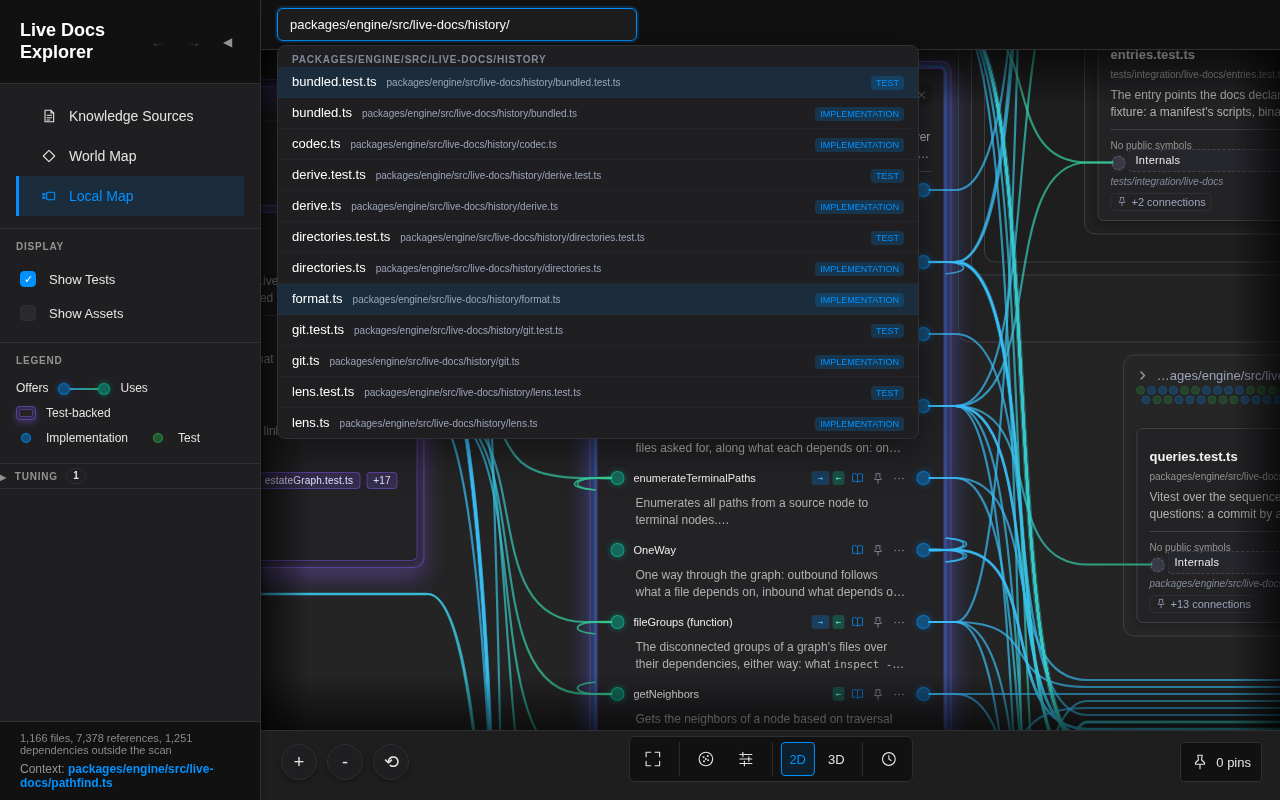 Live Docs
Explorer
Knowledge Sources
World Map
Local Map
DISPLAY
Show Tests
Show Assets
LEGEND
Offers
Uses
Test-backed
Implementation
Test
TUNING
1
1,166 files, 7,378 references, 1,251
dependencies outside the scan
Context: packages/engine/src/live-
docs/pathfind.ts
packages/engine/src/live-docs/history/
PACKAGES/ENGINE/SRC/LIVE-DOCS/HISTORY
bundled.test.ts packages/engine/src/live-docs/history/bundled.test.ts TEST
bundled.ts packages/engine/src/live-docs/history/bundled.ts IMPLEMENTATION
codec.ts packages/engine/src/live-docs/history/codec.ts IMPLEMENTATION
derive.test.ts packages/engine/src/live-docs/history/derive.test.ts TEST
derive.ts packages/engine/src/live-docs/history/derive.ts IMPLEMENTATION
directories.test.ts packages/engine/src/live-docs/history/directories.test.ts TEST
directories.ts packages/engine/src/live-docs/history/directories.ts IMPLEMENTATION
format.ts packages/engine/src/live-docs/history/format.ts IMPLEMENTATION
git.test.ts packages/engine/src/live-docs/history/git.test.ts TEST
git.ts packages/engine/src/live-docs/history/git.ts IMPLEMENTATION
lens.test.ts packages/engine/src/live-docs/history/lens.test.ts TEST
lens.ts packages/engine/src/live-docs/history/lens.ts IMPLEMENTATION
estateGraph.test.ts +17
files asked for, along what each depends on: on…
enumerateTerminalPaths
Enumerates all paths from a source node to
terminal nodes.…
OneWay
One way through the graph: outbound follows
what a file depends on, inbound what depends o…
fileGroups (function)
The disconnected groups of a graph's files over
their dependencies, either way: what inspect -…
getNeighbors
Gets the neighbors of a node based on traversal
entries.test.ts
tests/integration/live-docs/entries.test.
The entry points the docs declar
fixture: a manifest's scripts, bina
No public symbols
Internals
tests/integration/live-docs
+2 connections
…ages/engine/src/live
queries.test.ts
packages/engine/src/live-docs
Vitest over the sequence
questions: a commit by a
No public symbols
Internals
packages/engine/src/live-docs
+13 connections
+
-
2D
3D
0 pins